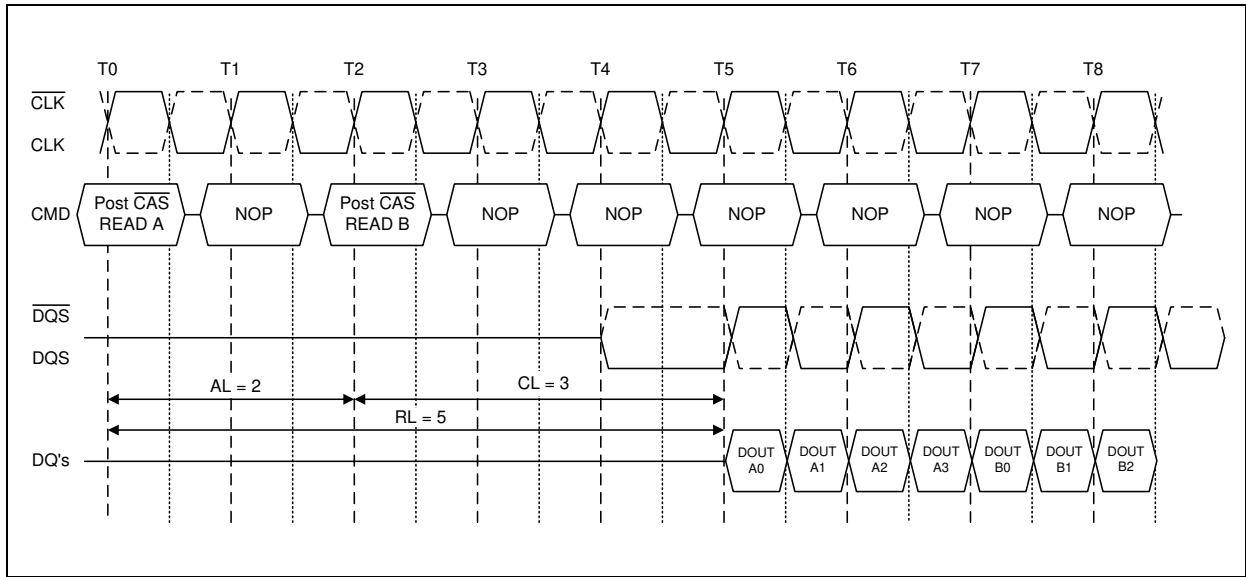 T0 T1 T2 T3 T4 T5 T6 T7 T8
CLK
CLK
CMD
Post CAS
READ A
NOP
Post CAS
READ B
NOP
NOP
NOP
NOP
NOP
NOP
DQS
DQS
AL = 2
CL = 3
RL = 5
DQ's
DOUT
A0
DOUT
A1
DOUT
A2
DOUT
A3
DOUT
B0
DOUT
B1
DOUT
B2